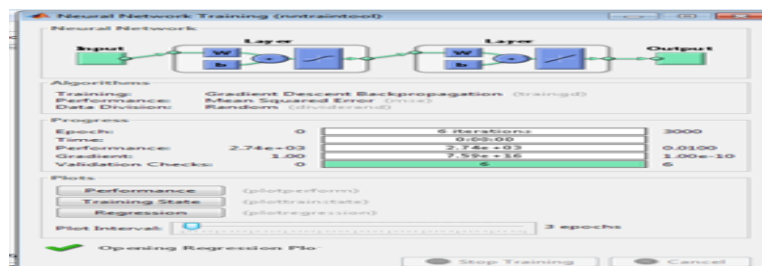 Neural Network Training (nntraintool)
Neural Network
Input Layer Layer Output
W W
b b
Algorithms
Training: Gradient Descent Backpropagation (traingd)
Performance: Mean Squared Error (mse)
Data Division: Random (dividerand)
Progress
Epoch: 0 6 iterations 3000
Time: 0:00:00
Performance: 2.74e+03 2.74e+03 0.0100
Gradient: 1.00 7.59e+16 1.00e-10
Validation Checks: 0 6 6
Plots
Performance (plotperform)
Training State (plottrainstate)
Regression (plotregression)
Plot Interval: 3 epochs
Opening Regression Plo
Stop Training Cancel